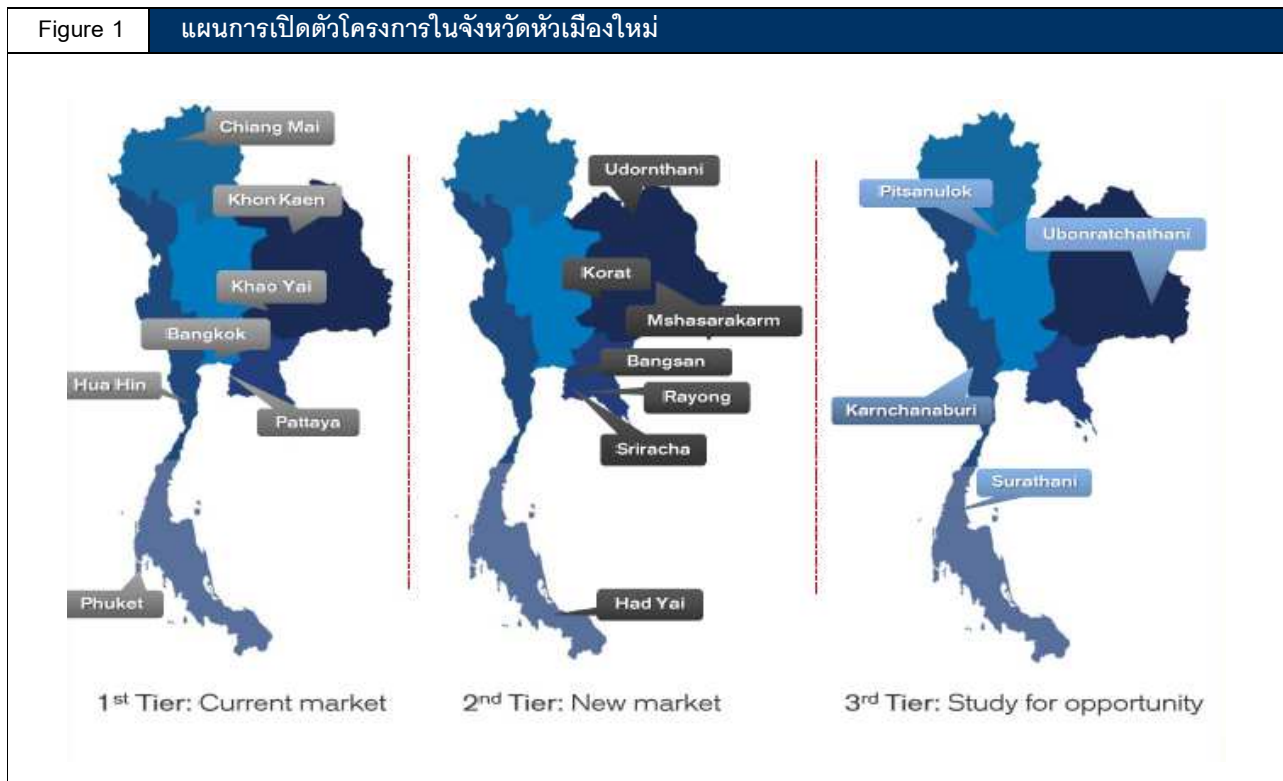 Figure 1
แผนการเปิดตัวโครงการในจังหวัดหัวเมืองใหม่
Chiang Mai
Khon Kaen
Khao Yai
Bangkok
Hua Hin
Pattaya
Phuket
1st Tier: Current market
Udornthani
Korat
Mshasarakarm
Bangsan
Rayong
Sriracha
Had Yai
2nd Tier: New market
Pitsanulok
Ubonratchathani
Karnchanaburi
Surathani
3rd Tier: Study for opportunity